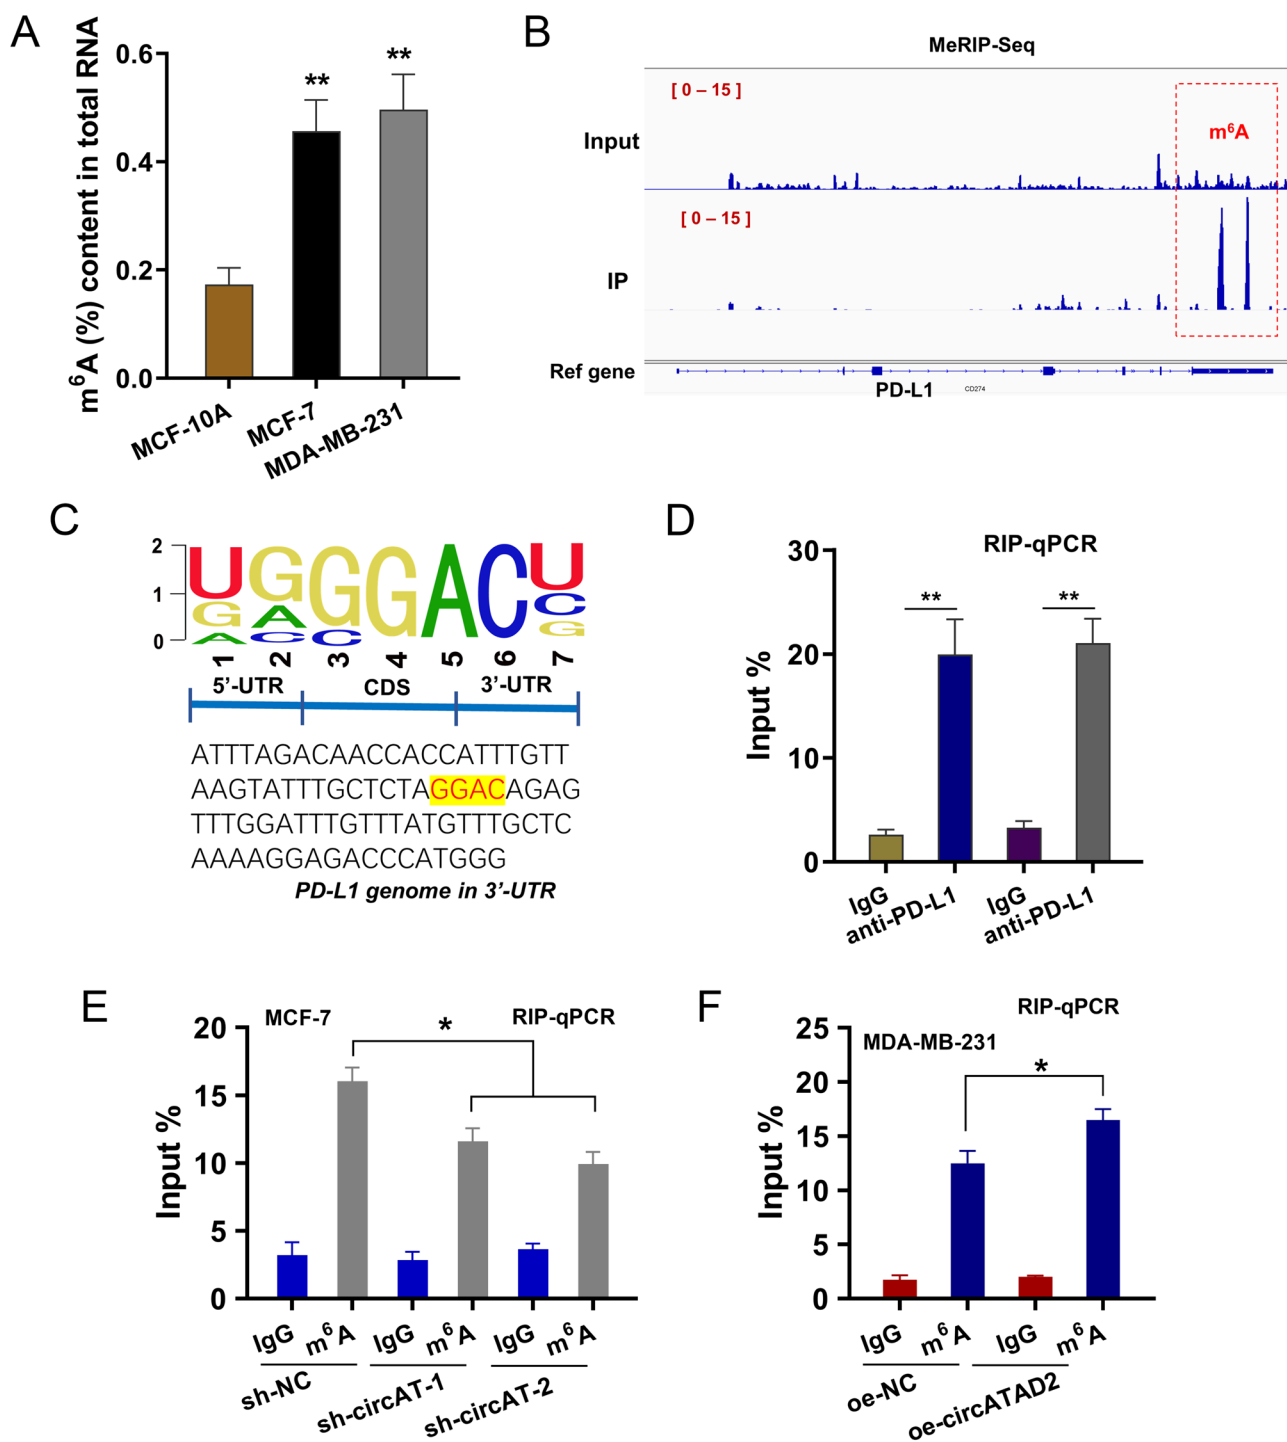 A
m⁶A (%) content in total RNA
0.6
0.4
0.2
0.0
**
**
MCF-10A
MCF-7
MDA-MB-231
B
MeRIP-Seq
[ 0 – 15 ]
Input
m⁶A
[ 0 – 15 ]
IP
Ref gene
PD-L1
CD274
C
2
1
0
UGGGACU
GACC
ACG
1 2 3 4 5 6 7
5'-UTR CDS 3'-UTR
ATTTAGACAACCACCATTTGTT
AAGTATTTGCTCTAGGACAGAG
TTTGGATTTGTTTATGTTTGCTC
AAAAGGAGACCCATGGG
PD-L1 genome in 3'-UTR
D
RIP-qPCR
Input %
30
20
10
0
** **
IgG
anti-PD-L1
IgG
anti-PD-L1
E
MCF-7
RIP-qPCR
Input %
20
15
10
5
0
*
IgG m⁶A IgG m⁶A IgG m⁶A
sh-NC sh-circAT-1 sh-circAT-2
F
RIP-qPCR
MDA-MB-231
Input %
25
20
15
10
5
0
*
IgG m⁶A IgG m⁶A
oe-NC oe-circATAD2